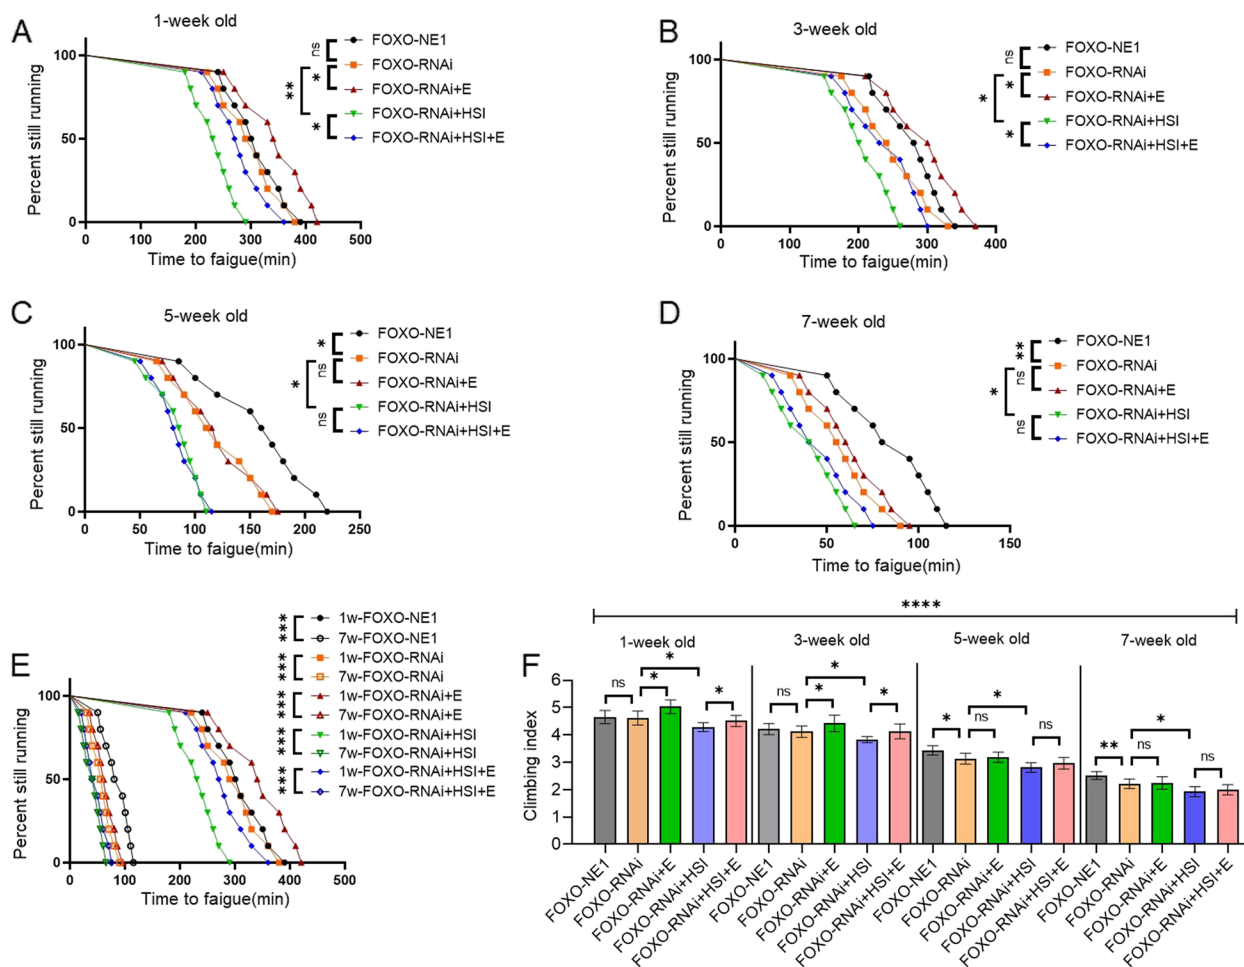 A
1-week old
Percent still running
100
50
0
0 100 200 300 400 500
Time to faigue(min)
ns
*
**
*
FOXO-NE1
FOXO-RNAi
FOXO-RNAi+E
FOXO-RNAi+HSI
FOXO-RNAi+HSI+E
B
3-week old
Percent still running
100
50
0
0 100 200 300 400
Time to faigue(min)
ns
*
*
*
FOXO-NE1
FOXO-RNAi
FOXO-RNAi+E
FOXO-RNAi+HSI
FOXO-RNAi+HSI+E
C
5-week old
Percent still running
100
50
0
0 50 100 150 200 250
Time to faigue(min)
*
ns
*
ns
FOXO-NE1
FOXO-RNAi
FOXO-RNAi+E
FOXO-RNAi+HSI
FOXO-RNAi+HSI+E
D
7-week old
Percent still running
100
50
0
0 50 100 150
Time to faigue(min)
**
ns
*
ns
FOXO-NE1
FOXO-RNAi
FOXO-RNAi+E
FOXO-RNAi+HSI
FOXO-RNAi+HSI+E
E
Percent still running
100
50
0
0 100 200 300 400 500
Time to faigue(min)
***
1w-FOXO-NE1
7w-FOXO-NE1
***
1w-FOXO-RNAi
7w-FOXO-RNAi
***
1w-FOXO-RNAi+E
7w-FOXO-RNAi+E
***
1w-FOXO-RNAi+HSI
7w-FOXO-RNAi+HSI
***
1w-FOXO-RNAi+HSI+E
7w-FOXO-RNAi+HSI+E
F
****
1-week old 3-week old 5-week old 7-week old
Climbing index
6
5
4
3
2
1
0
ns * * *
ns * * *
* ns * ns
** ns * ns
FOXO-NE1
FOXO-RNAi
FOXO-RNAi+E
FOXO-RNAi+HSI
FOXO-RNAi+HSI+E
FOXO-NE1
FOXO-RNAi
FOXO-RNAi+E
FOXO-RNAi+HSI
FOXO-RNAi+HSI+E
FOXO-NE1
FOXO-RNAi
FOXO-RNAi+E
FOXO-RNAi+HSI
FOXO-RNAi+HSI+E
FOXO-NE1
FOXO-RNAi
FOXO-RNAi+E
FOXO-RNAi+HSI
FOXO-RNAi+HSI+E